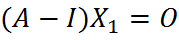 (A − I)X₁ = O